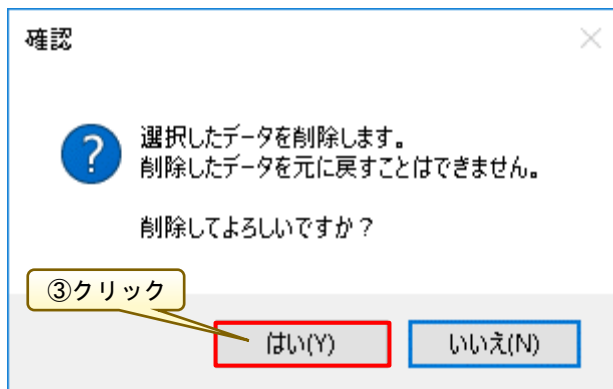 確認
選択したデータを削除します。
削除したデータを元に戻すことはできません。
削除してよろしいですか？
③クリック
はい(Y)
いいえ(N)